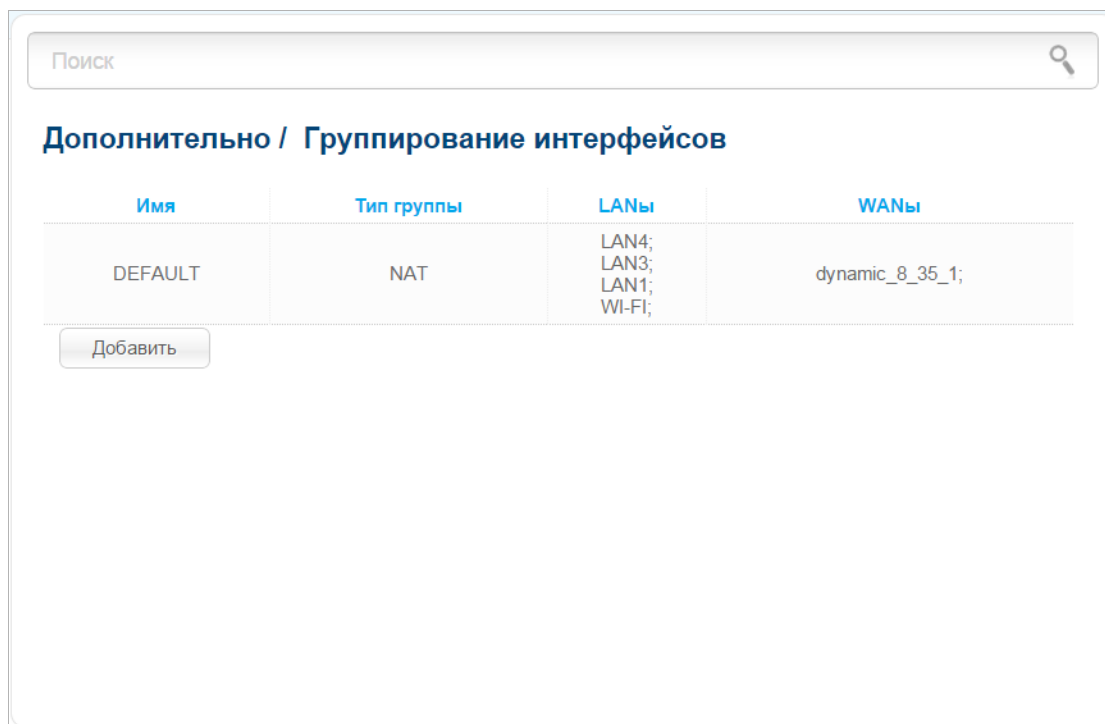 Поиск
Дополнительно / Группирование интерфейсов
Имя Тип группы LANы WANы
LAN4;
LAN3;
DEFAULT NAT dynamic_8_35_1;
LAN1;
WI-FI;
Добавить